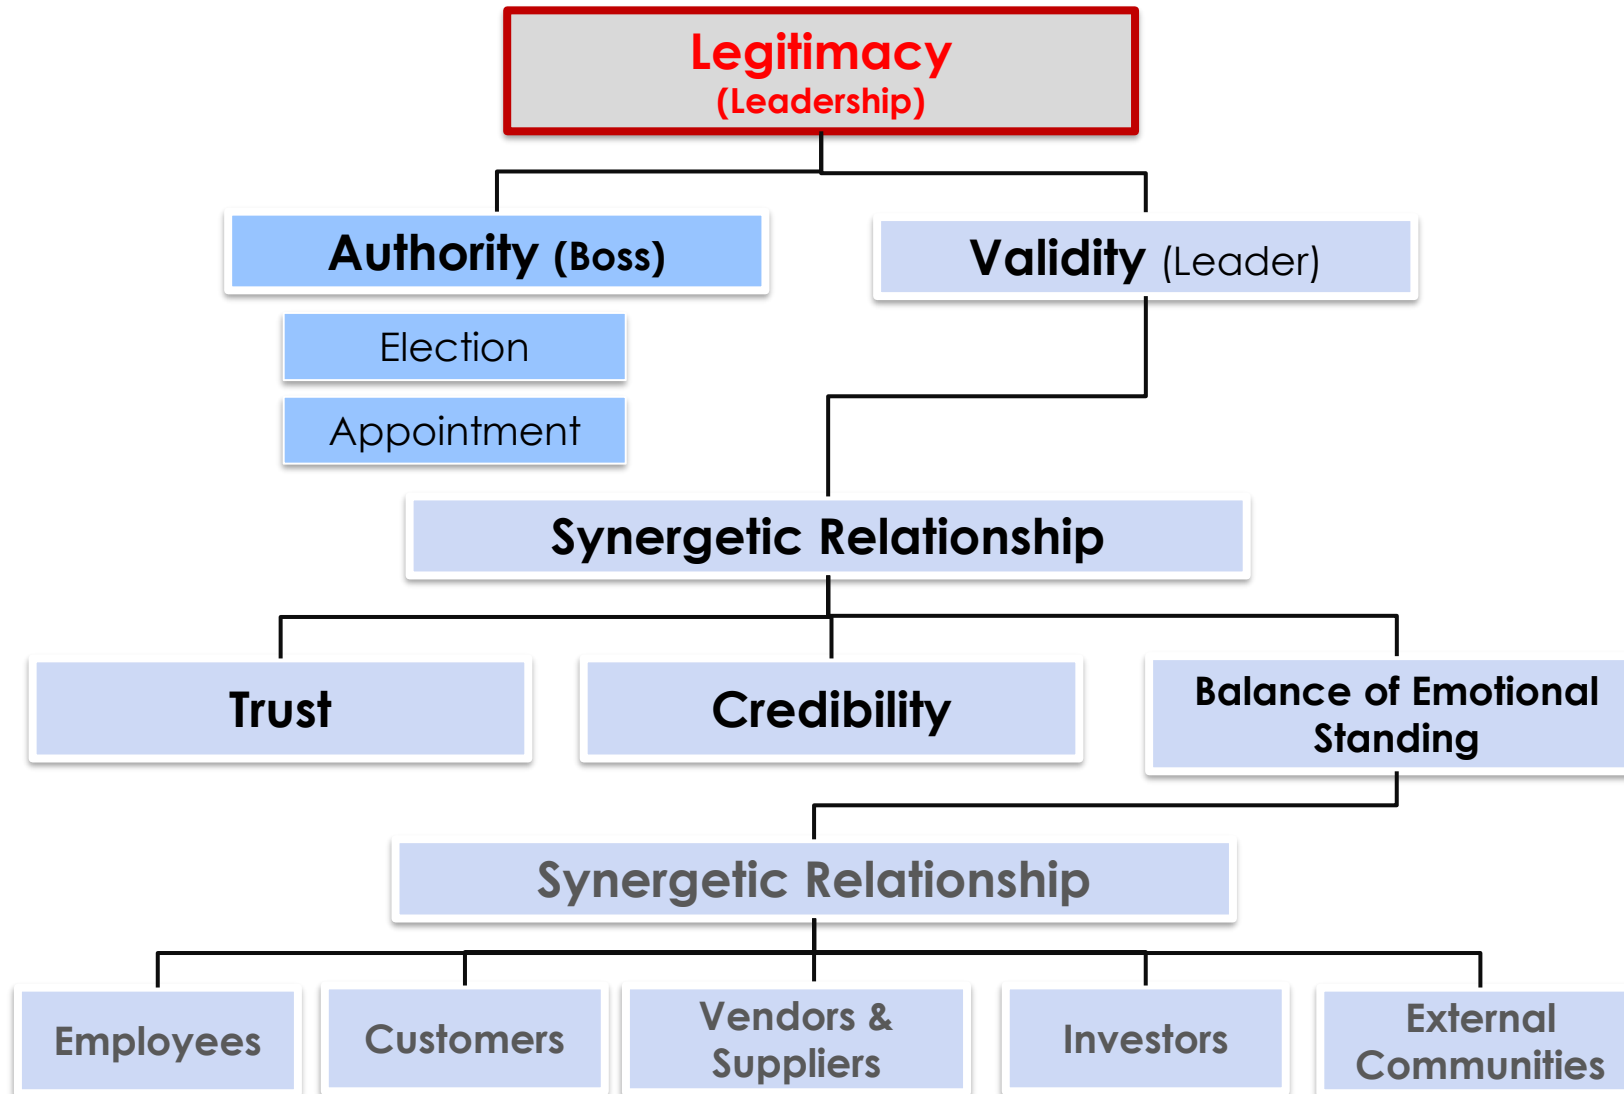 Legitimacy
(Leadership)
Authority (Boss)
Validity (Leader)
Election
Appointment
Synergetic Relationship
Trust
Credibility
Balance of Emotional
Standing
Synergetic Relationship
Employees
Customers
Vendors &
Suppliers
Investors
External
Communities